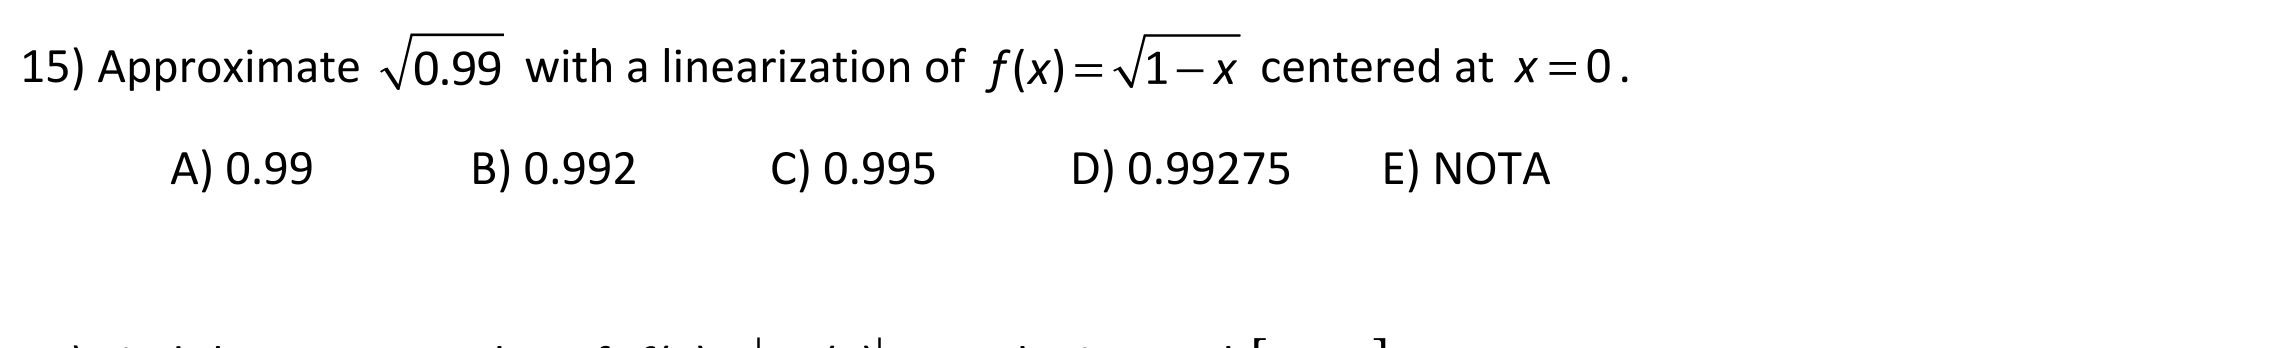 15) Approximate √0.99 with a linearization of f(x)=√1−x centered at x=0.
A) 0.99 B) 0.992 C) 0.995 D) 0.99275 E) NOTA